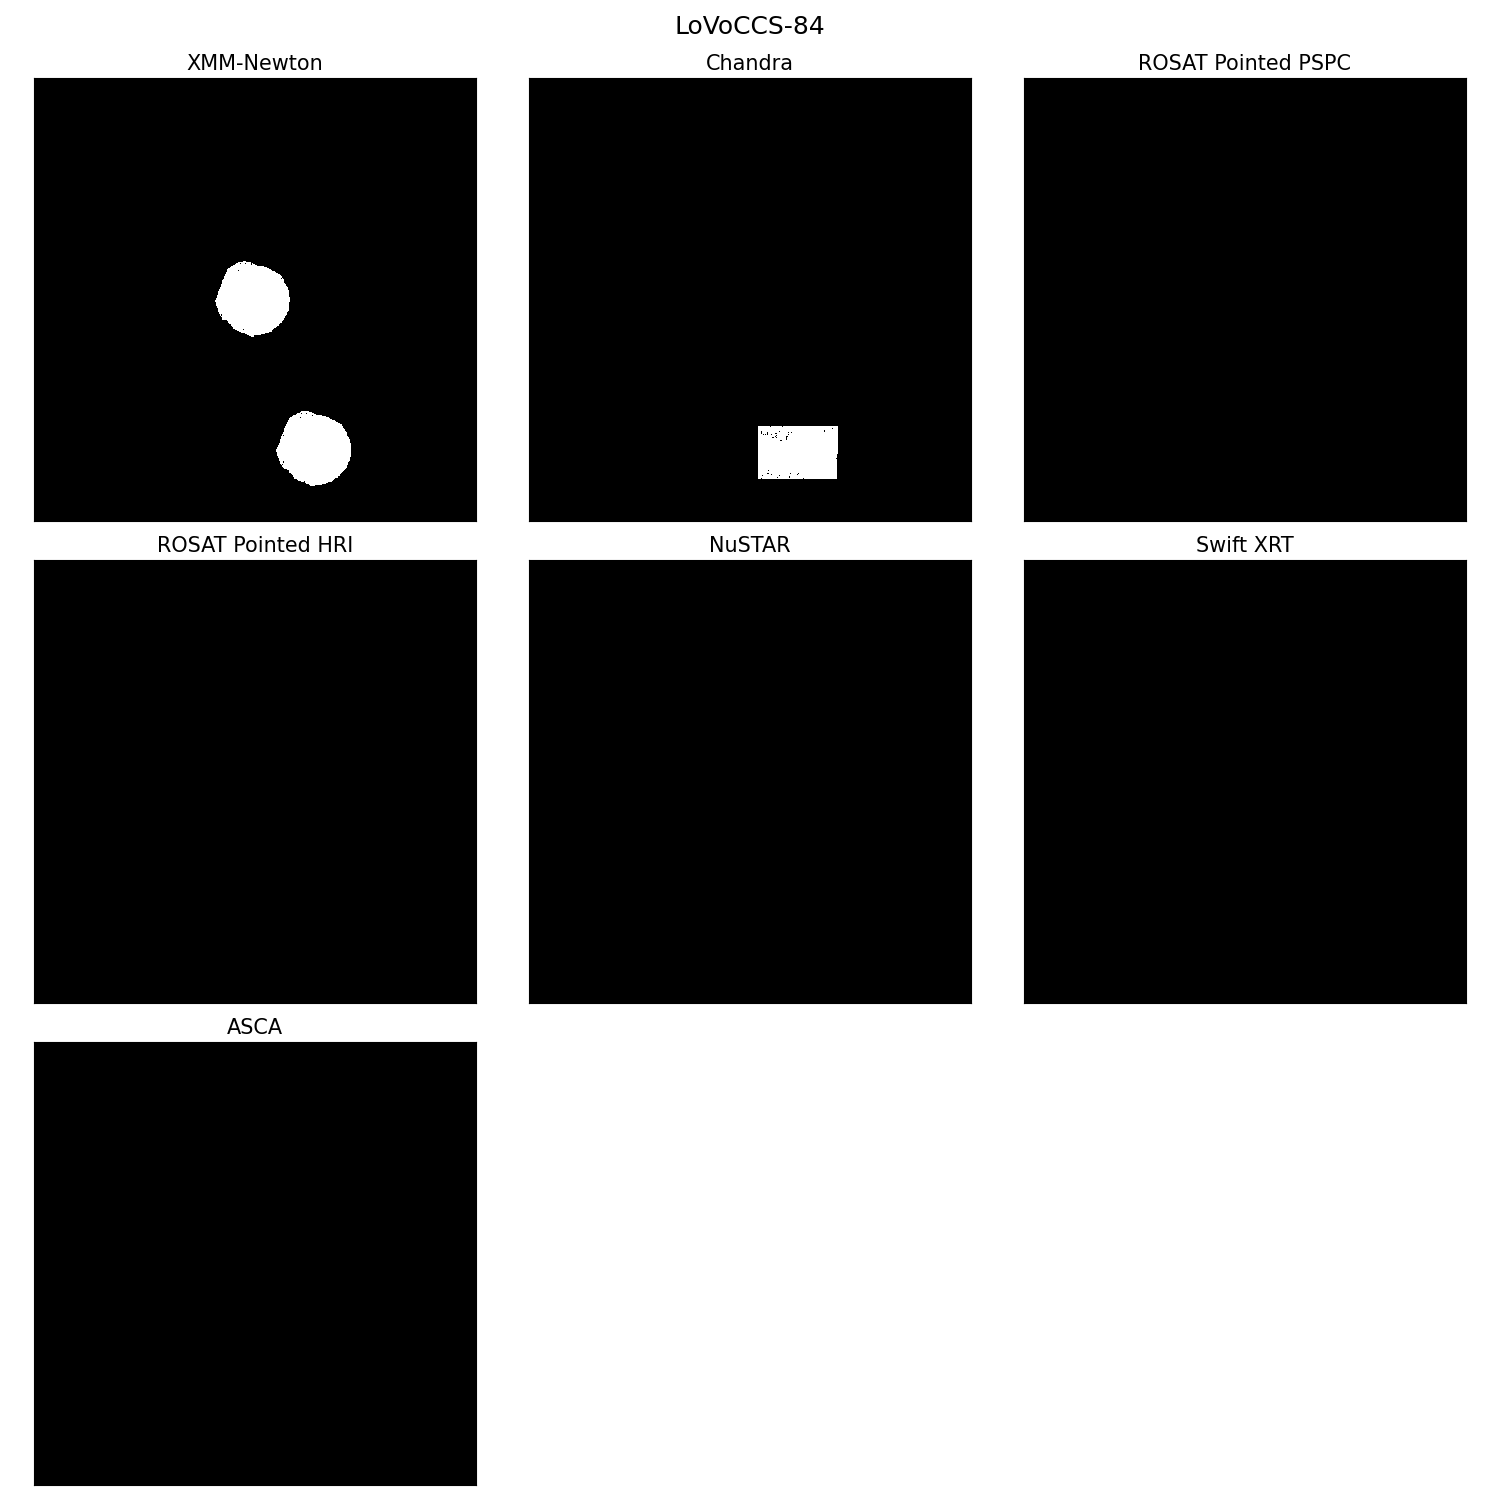 LoVoCCS-84
XMM-Newton
Chandra
ROSAT Pointed PSPC
ROSAT Pointed HRI
NuSTAR
Swift XRT
ASCA